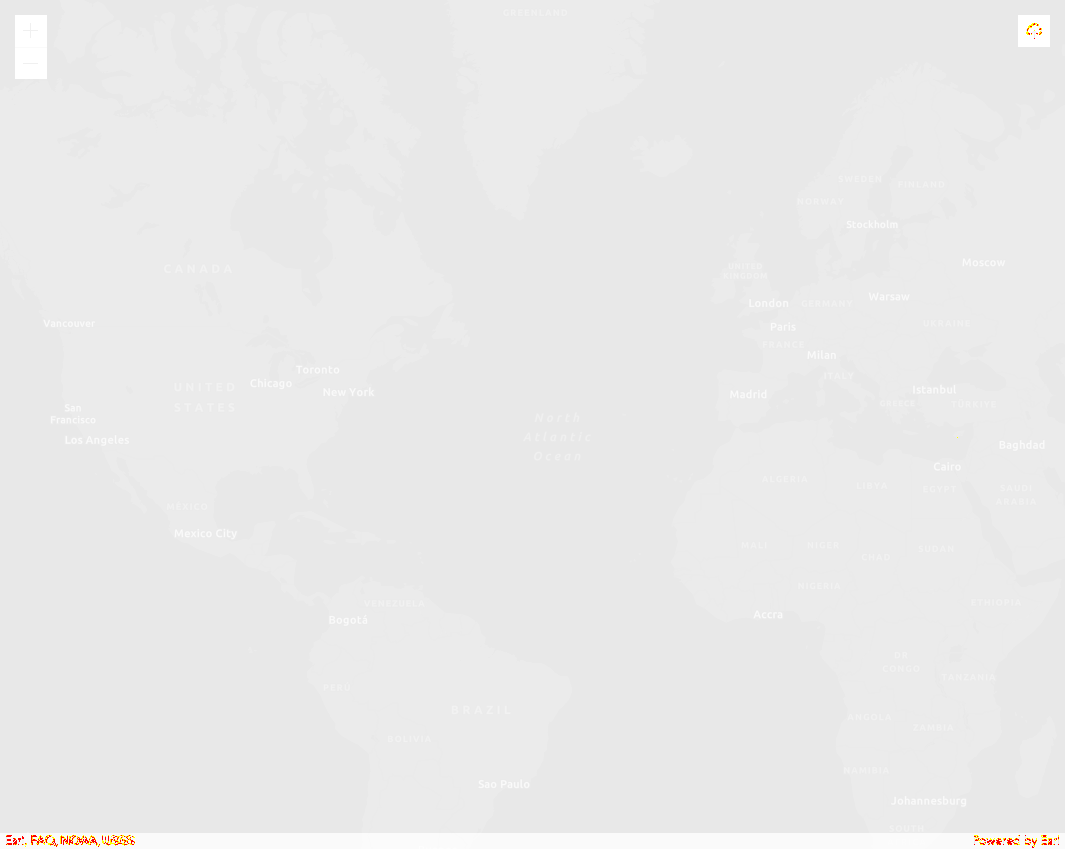 GREENLAND
SWEDEN
FINLAND
NORWAY
Stockholm
Moscow
CANADA
UNITED
KINGDOM
Warsaw
London
GERMANY
Vancouver
Paris
UKRAINE
FRANCE
Milan
Toronto
ITALY
Chicago
UNITED
STATES
New York
Madrid
Istanbul
GREECE
TÜRKIYE
San
Francisco
North
Atlantic
Ocean
Los Angeles
Baghdad
Cairo
ALGERIA
LIBYA
EGYPT
SAUDI
ARABIA
MEXICO
Mexico City
MALI
NIGER
CHAD
SUDAN
NIGERIA
VENEZUELA
ETHIOPIA
Bogotá
Accra
DR
CONGO
TANZANIA
PERU
BRAZIL
ANGOLA
ZAMBIA
BOLIVIA
NAMIBIA
Sao Paulo
Johannesburg
SOUTH
Esri, FAO, NOAA, USGS
Powered by Esri